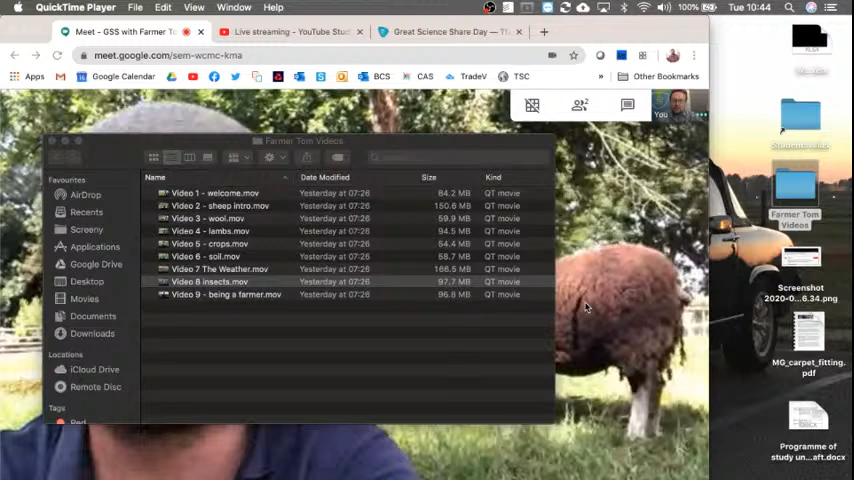 QuickTime Player File Edit View Window Help 100% Tue 10:44
Meet - GSS with Farmer T
Live streaming - YouTube Stud
Great Science Share Day —
meet.google.com/sem-wcmc-kma
Apps Google Calendar BCS CAS TradeV TSC » Other Bookmarks
2
You
Farmer Tom Videos
Favourites
AirDrop
Recents
Screeny
Applications
Google Drive
Desktop
Movies
Documents
Downloads
Locations
iCloud Drive
Remote Disc
Tags
Red
Name Date Modified Size Kind
Video 1 - welcome.mov Yesterday at 07:26 84.2 MB QT movie
Video 2 - sheep intro.mov Yesterday at 07:26 150.6 MB QT movie
Video 3 - wool.mov Yesterday at 07:26 59.9 MB QT movie
Video 4 - lambs.mov Yesterday at 07:26 94.5 MB QT movie
Video 5 - crops.mov Yesterday at 07:26 54.4 MB QT movie
Video 6 - soil.mov Yesterday at 07:26 58.7 MB QT movie
Video 7 The Weather.mov Yesterday at 07:26 166.5 MB QT movie
Video 8 insects.mov Yesterday at 07:26 97.7 MB QT movie
Video 9 - being a farmer.mov Yesterday at 07:26 96.8 MB QT movie
XLSX
Farmer Tom
Videos
Screenshot
2020-0...6.34.png
MG_carpet_fitting.
pdf
DOCX
Programme of
study un...aft.docx